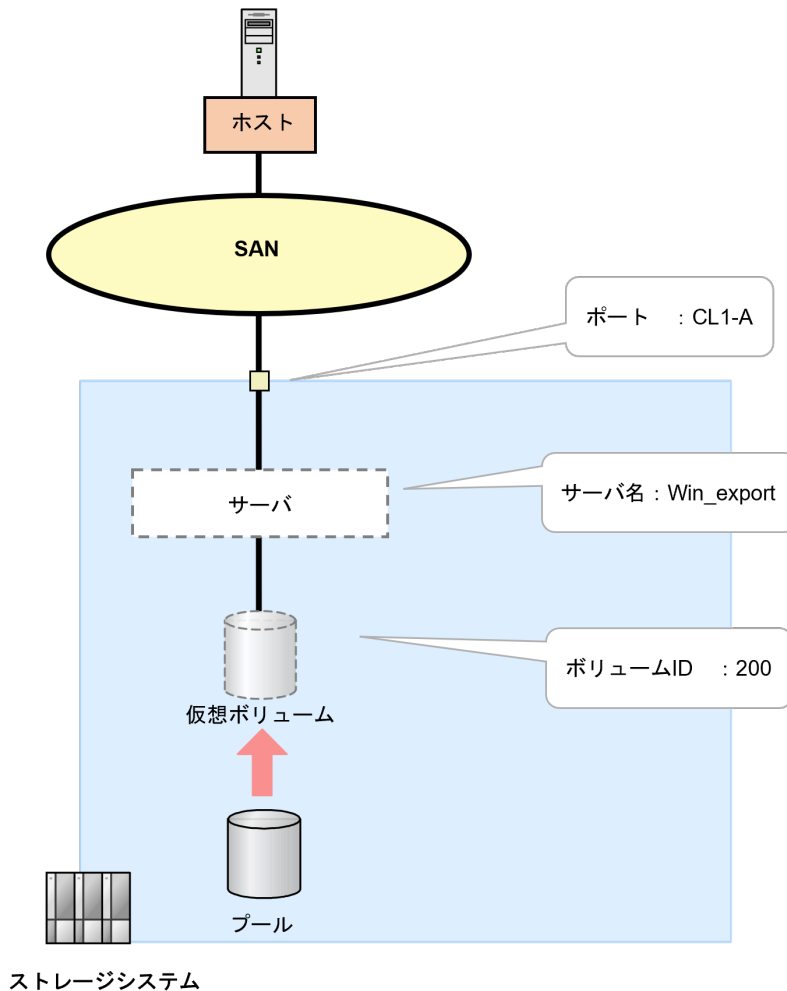 ホスト
SAN
ポート　：CL1-A
サーバ
サーバ名：Win_export
ボリュームID　：200
仮想ボリューム
プール
ストレージシステム